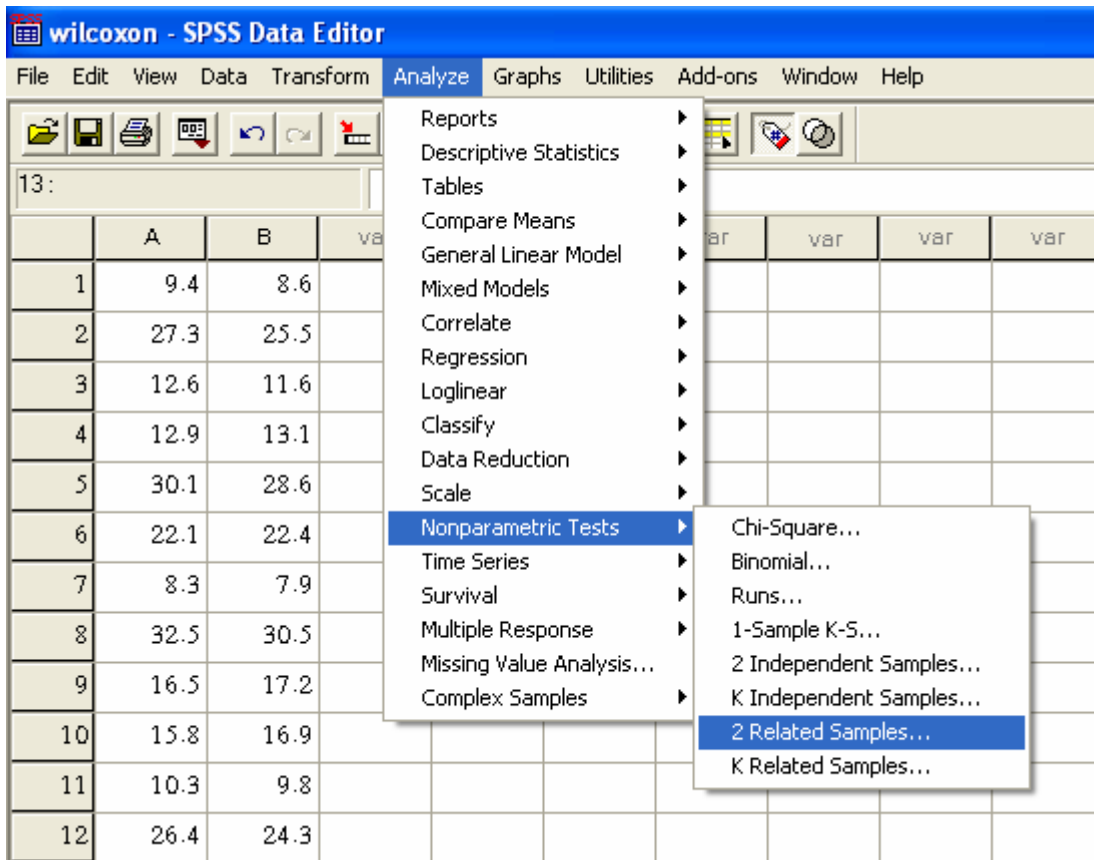 wilcoxon - SPSS Data Editor
File Edit View Data Transform Analyze Graphs Utilities Add-ons Window Help
13:
Reports
Descriptive Statistics
Tables
Compare Means
General Linear Model
Mixed Models
Correlate
Regression
Loglinear
Classify
Data Reduction
Scale
Nonparametric Tests
Time Series
Survival
Multiple Response
Missing Value Analysis...
Complex Samples
Chi-Square...
Binomial...
Runs...
1-Sample K-S...
2 Independent Samples...
K Independent Samples...
2 Related Samples...
K Related Samples...
A B va ar var var var
1 9.4 8.6
2 27.3 25.5
3 12.6 11.6
4 12.9 13.1
5 30.1 28.6
6 22.1 22.4
7 8.3 7.9
8 32.5 30.5
9 16.5 17.2
10 15.8 16.9
11 10.3 9.8
12 26.4 24.3